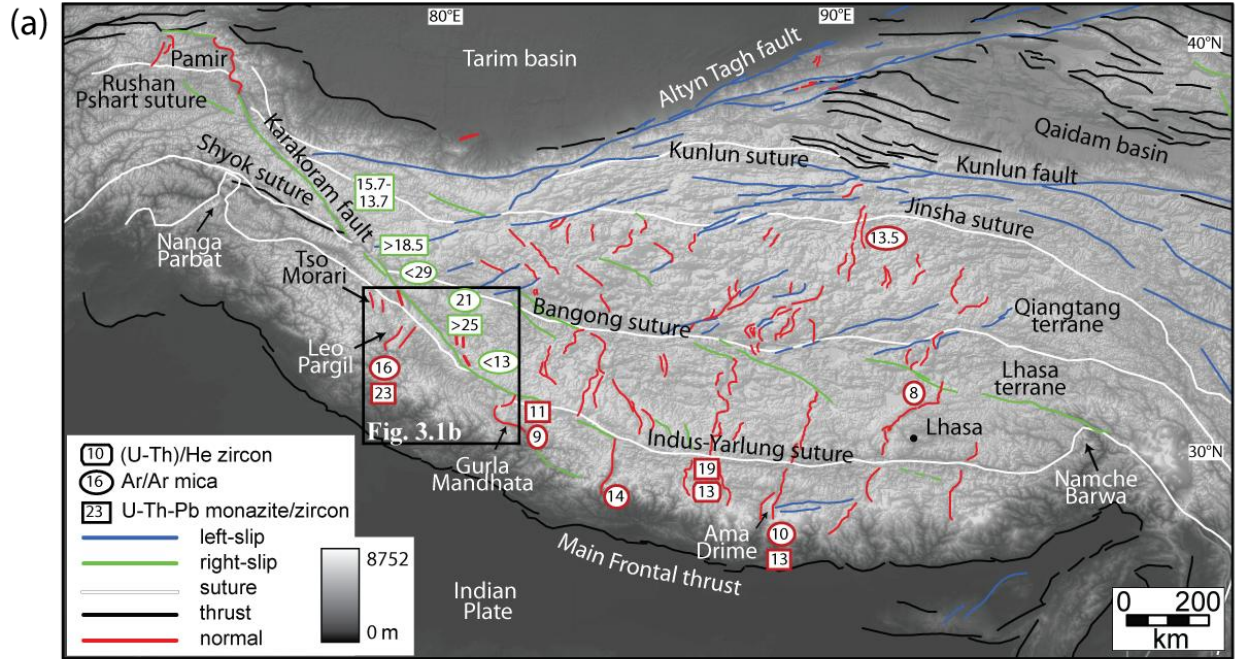 (a)
80°E
90°E
40°N
Pamir
Tarim basin
Altyn Tagh fault
Rushan
Pshart suture
Qaidam basin
Karakoram fault
Shyok suture
Kunlun suture
Kunlun fault
15.7-
13.7
Jinsha suture
Nanga
Parbat
13.5
>18.5
Tso
Morari
<29
21
Bangong suture
Qiangtang
terrane
>25
Leo
Pargil
<13
Lhasa
terrane
16
8
23
11
Fig. 3.1b
9
Lhasa
Indus-Yarlung suture
30°N
Gurla
Mandhata
19
13
14
Namche
Barwa
Ama
Drime
10
13
Main Frontal thrust
Indian
Plate
10 (U-Th)/He zircon
16 Ar/Ar mica
23 U-Th-Pb monazite/zircon
left-slip
right-slip
suture
thrust
normal
8752
0 m
0 200
km